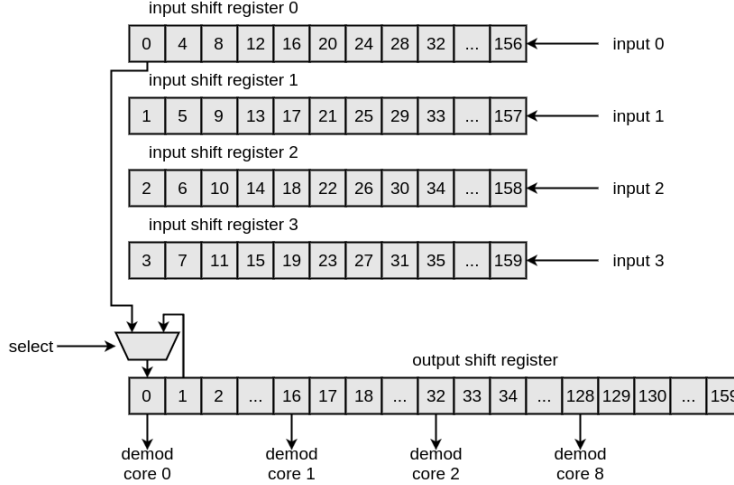 input shift register 0
0 4 8 12 16 20 24 28 32 ... 156 input 0
input shift register 1
1 5 9 13 17 21 25 29 33 ... 157 input 1
input shift register 2
2 6 10 14 18 22 26 30 34 ... 158 input 2
input shift register 3
3 7 11 15 19 23 27 31 35 ... 159 input 3
select
output shift register
0 1 2 ... 16 17 18 ... 32 33 34 ... 128 129 130 ... 159
demod demod demod demod
core 0 core 1 core 2 core 8